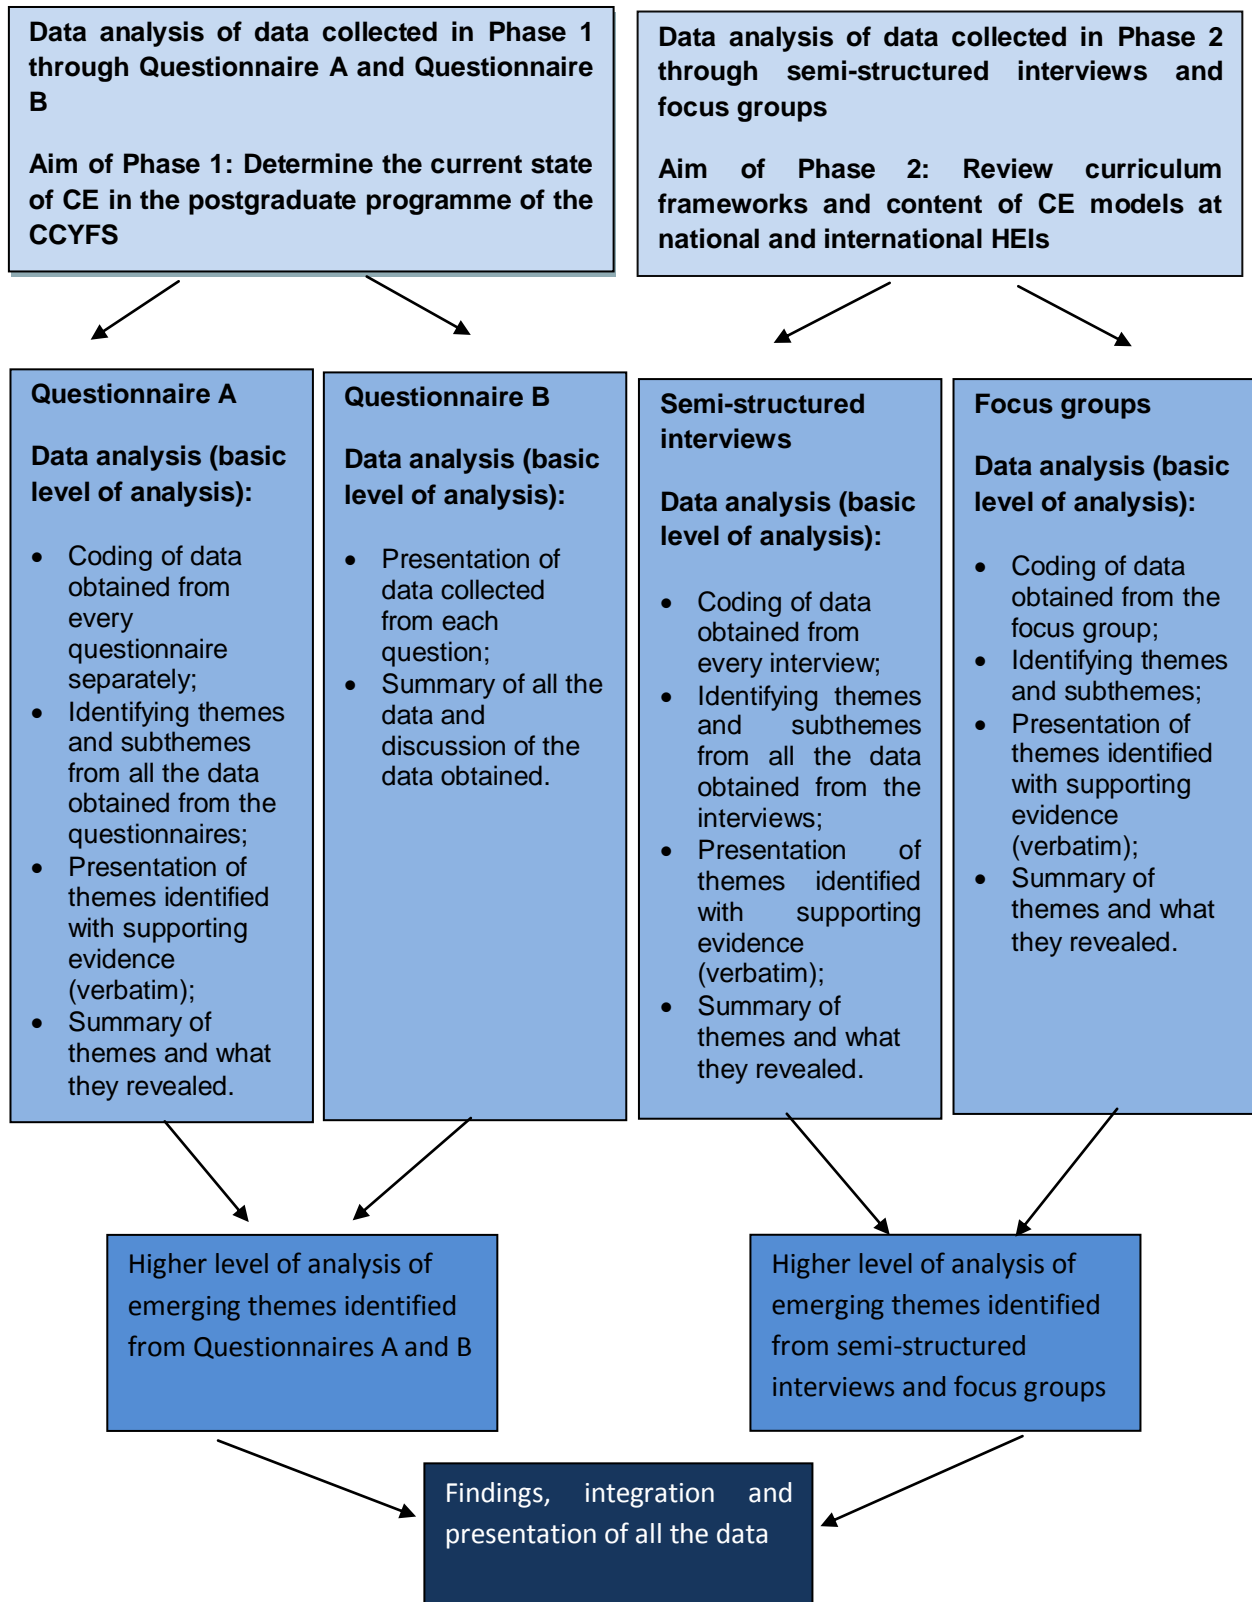 Data analysis of data collected in Phase 1
through Questionnaire A and Questionnaire
B
Aim of Phase 1: Determine the current state
of CE in the postgraduate programme of the
CCYFS
Data analysis of data collected in Phase 2
through semi-structured interviews and
focus groups
Aim of Phase 2: Review curriculum
frameworks and content of CE models at
national and international HEIs
Questionnaire A
Data analysis (basic
level of analysis):
• Coding of data
obtained from
every
questionnaire
separately;
• Identifying themes
and subthemes
from all the data
obtained from the
questionnaires;
• Presentation of
themes identified
with supporting
evidence
(verbatim);
• Summary of
themes and what
they revealed.
Questionnaire B
Data analysis (basic
level of analysis):
• Presentation of
data collected
from each
question;
• Summary of all the
data and
discussion of the
data obtained.
Semi-structured
interviews
Data analysis (basic
level of analysis):
• Coding of data
obtained from
every interview;
• Identifying themes
and subthemes
from all the data
obtained from the
interviews;
• Presentation of
themes identified
with supporting
evidence
(verbatim);
• Summary of
themes and what
they revealed.
Focus groups
Data analysis (basic
level of analysis):
• Coding of data
obtained from the
focus group;
• Identifying themes
and subthemes;
• Presentation of
themes identified
with supporting
evidence
(verbatim);
• Summary of
themes and what
they revealed.
Higher level of analysis of
emerging themes identified
from Questionnaires A and B
Higher level of analysis of
emerging themes identified
from semi-structured
interviews and focus groups
Findings, integration and
presentation of all the data